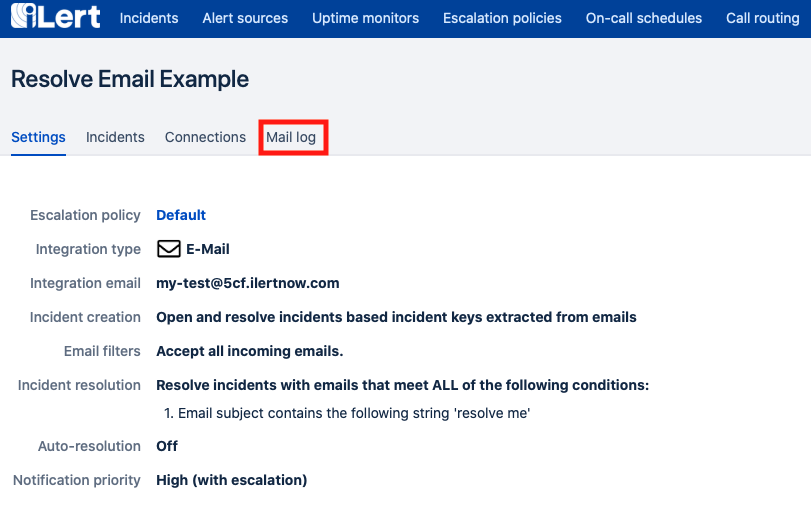 iLert Incidents Alert sources Uptime monitors Escalation policies On-call schedules Call routing
Resolve Email Example
Settings Incidents Connections Mail log
Escalation policy Default
Integration type E-Mail
Integration email my-test@5cf.ilertnow.com
Incident creation Open and resolve incidents based incident keys extracted from emails
Email filters Accept all incoming emails.
Incident resolution Resolve incidents with emails that meet ALL of the following conditions:
1. Email subject contains the following string 'resolve me'
Auto-resolution Off
Notification priority High (with escalation)